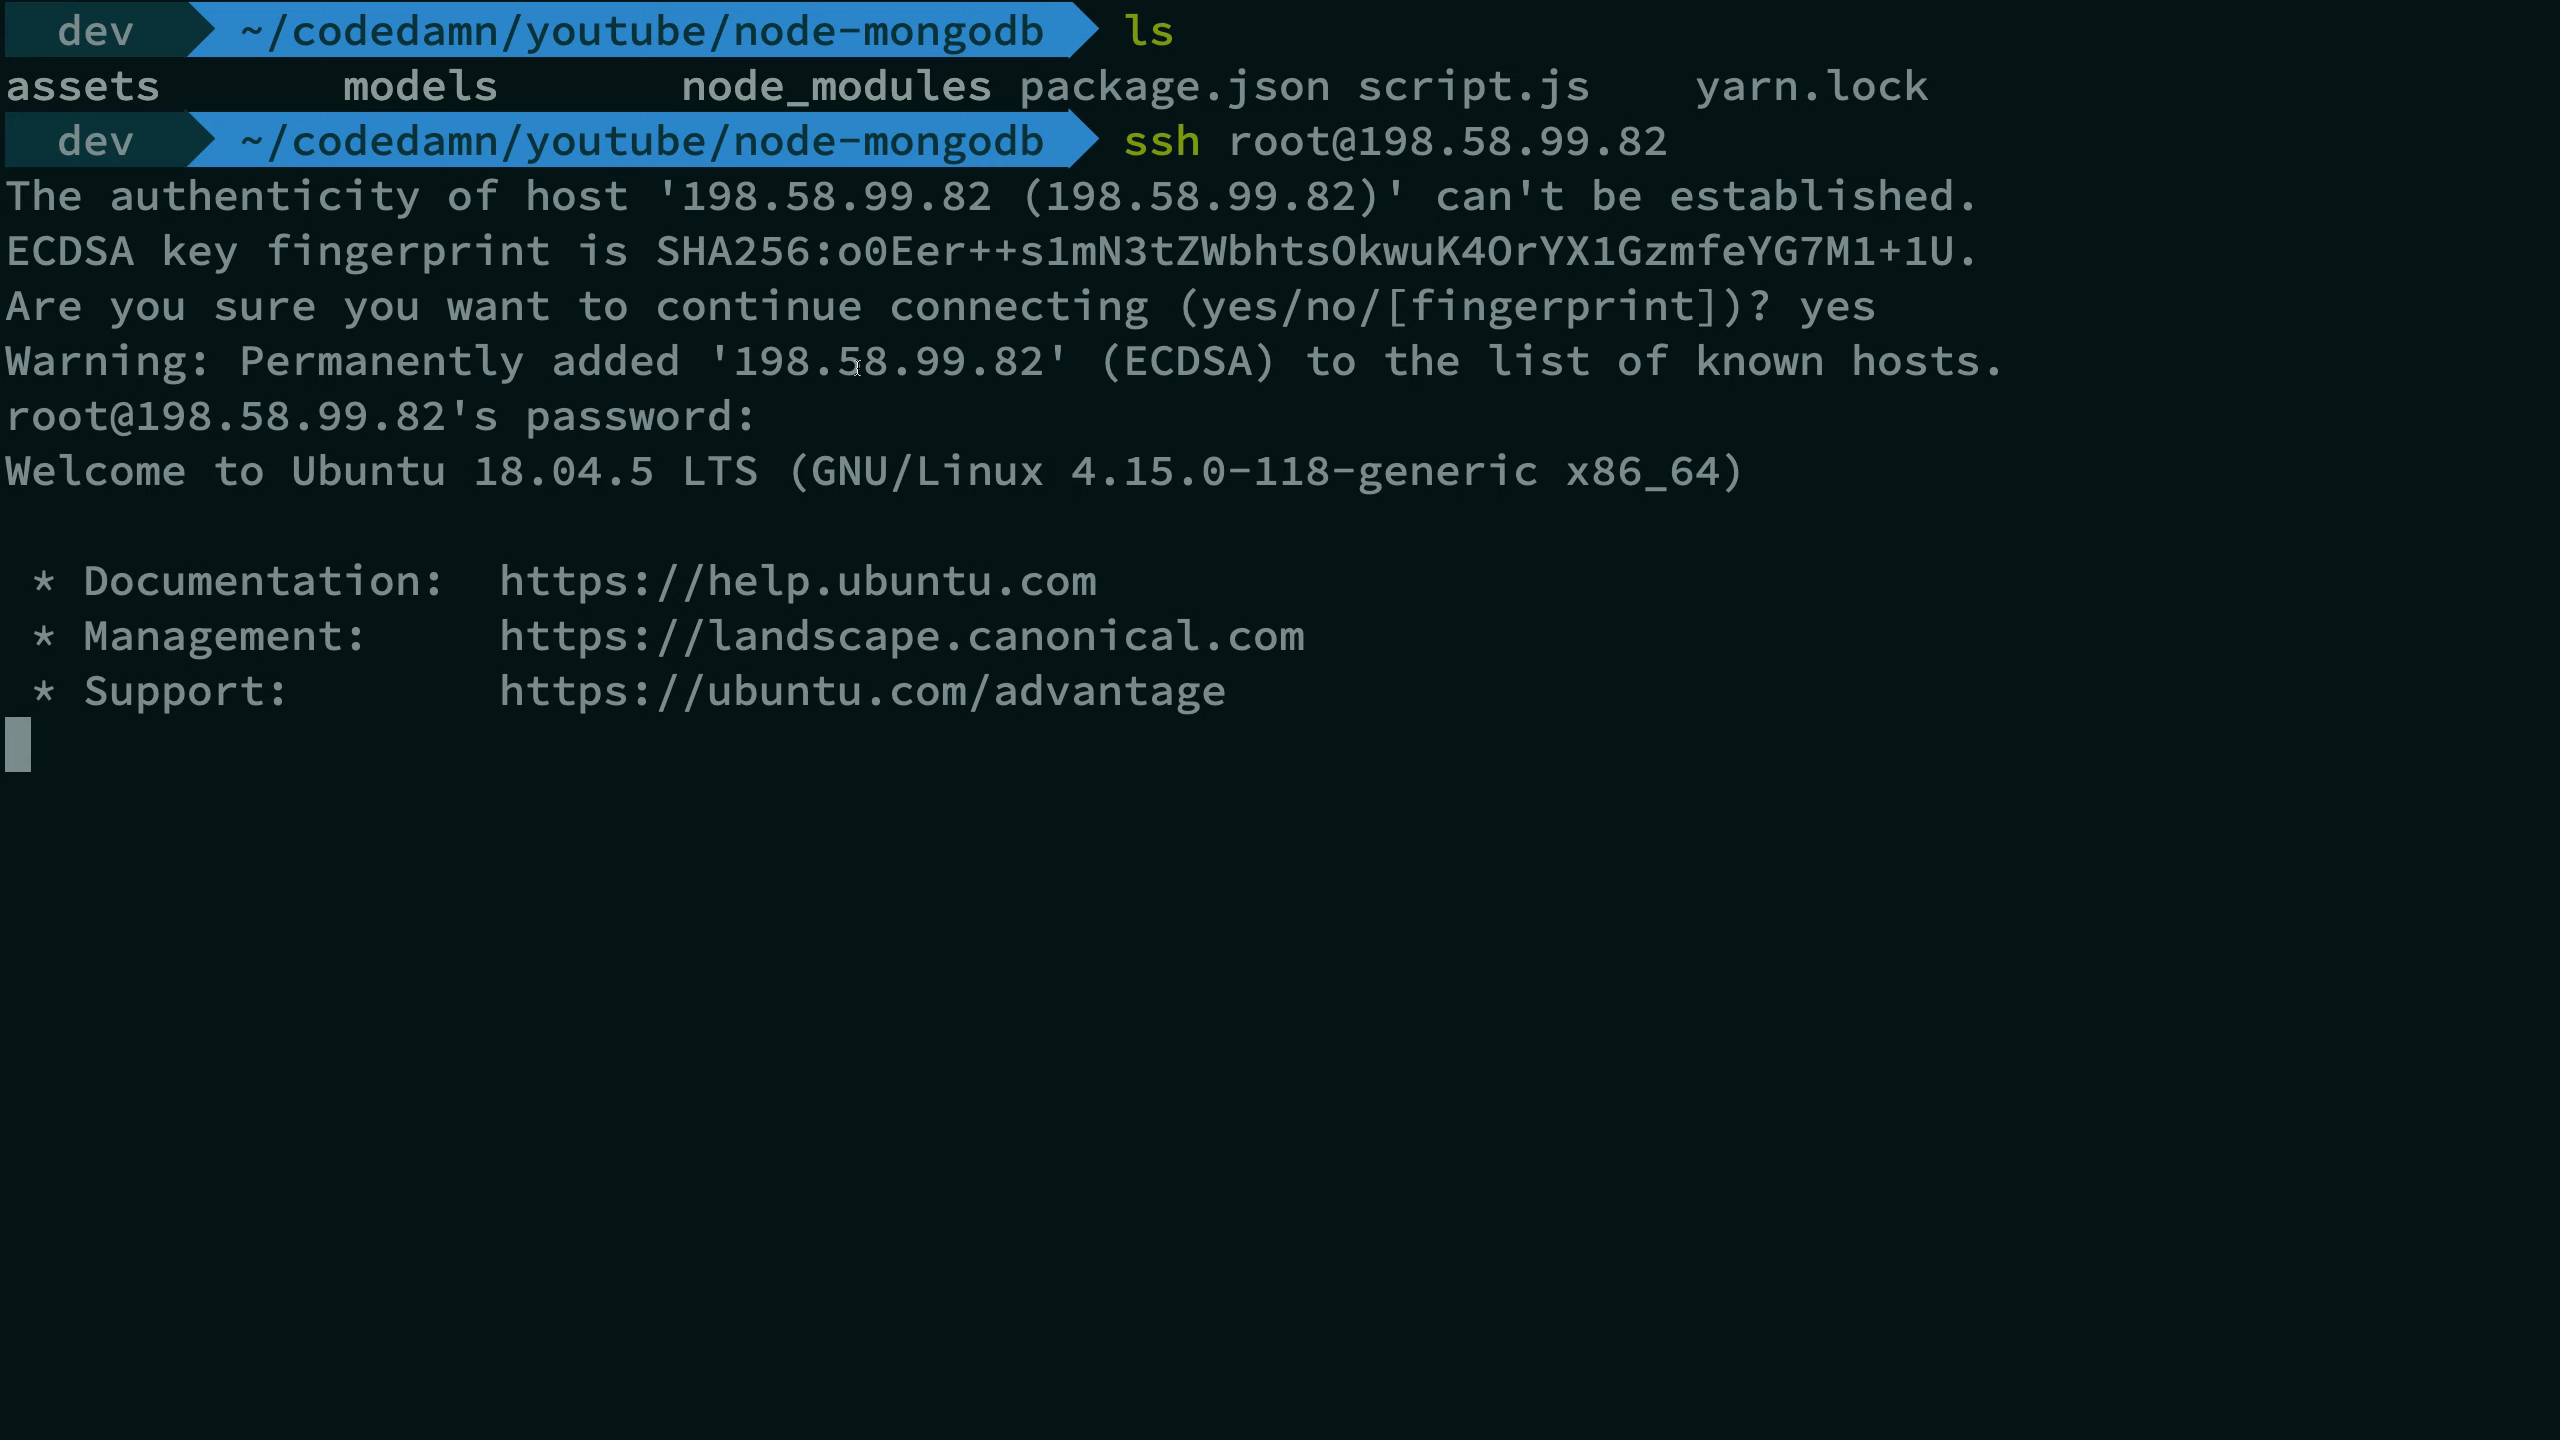 dev ~/codedamn/youtube/node-mongodb ls
assets models node_modules package.json script.js yarn.lock
dev ~/codedamn/youtube/node-mongodb ssh root@198.58.99.82
The authenticity of host '198.58.99.82 (198.58.99.82)' can't be established.
ECDSA key fingerprint is SHA256:o0Eer++s1mN3tZWbhtsOkwuK4OrYX1GzmfeYG7M1+1U.
Are you sure you want to continue connecting (yes/no/[fingerprint])? yes
Warning: Permanently added '198.58.99.82' (ECDSA) to the list of known hosts.
root@198.58.99.82's password:
Welcome to Ubuntu 18.04.5 LTS (GNU/Linux 4.15.0-118-generic x86_64)
* Documentation: https://help.ubuntu.com
* Management: https://landscape.canonical.com
* Support: https://ubuntu.com/advantage